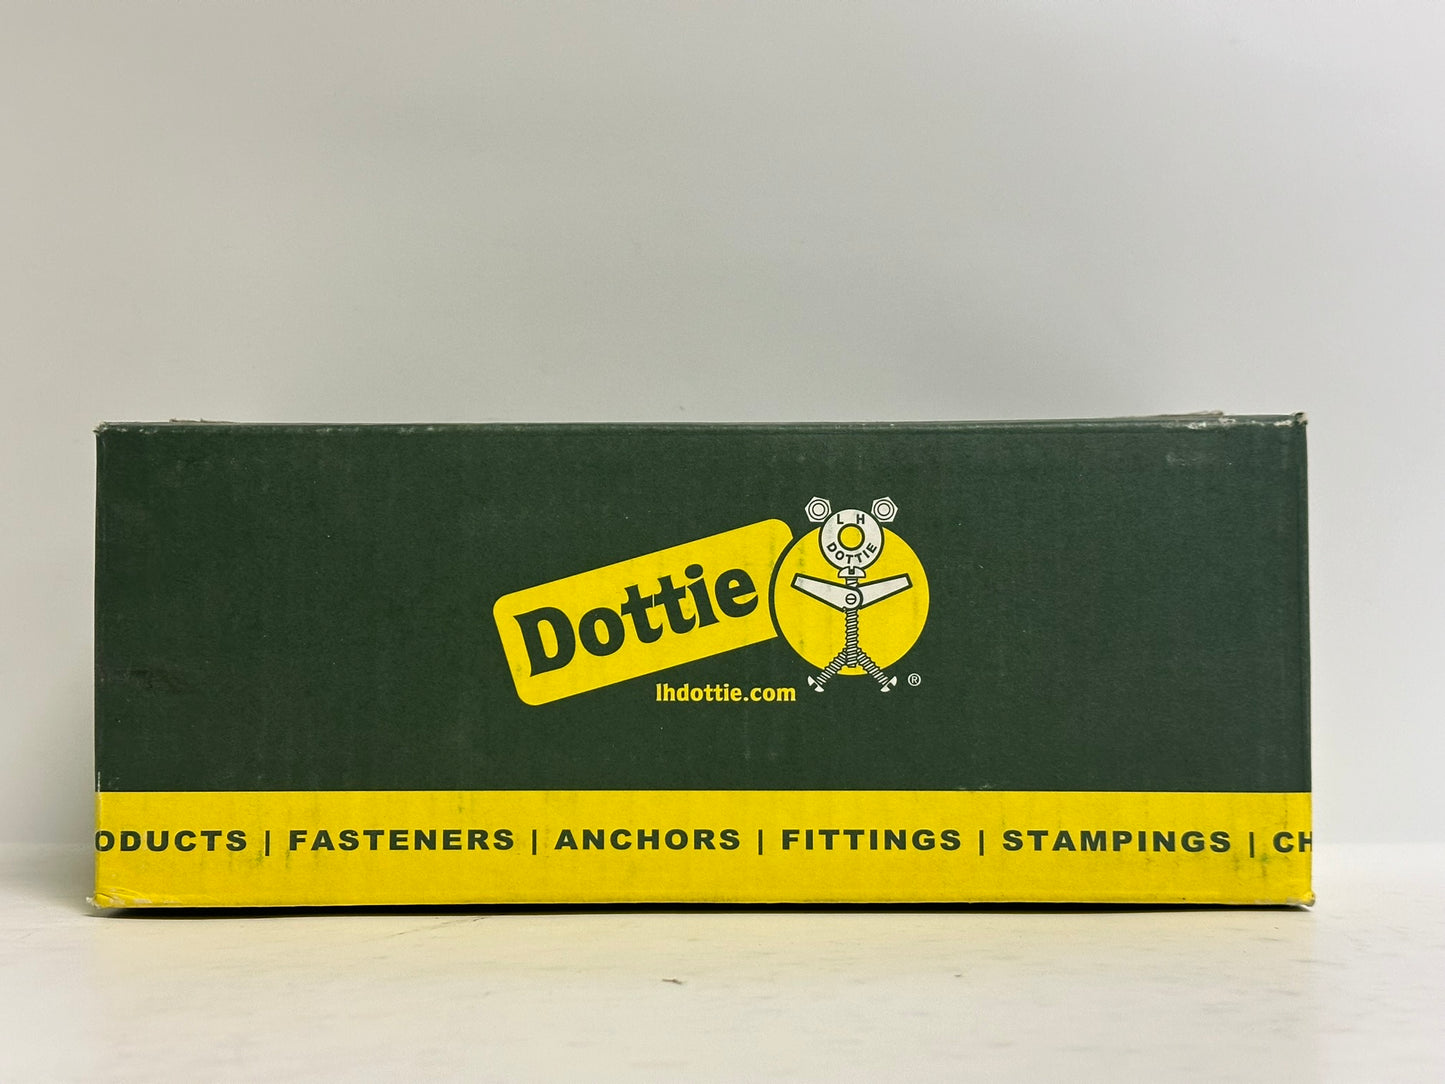 L H
DOTTIE
Dottie
lhdottie.com
®
ODUCTS | FASTENERS | ANCHORS | FITTINGS | STAMPINGS | CH